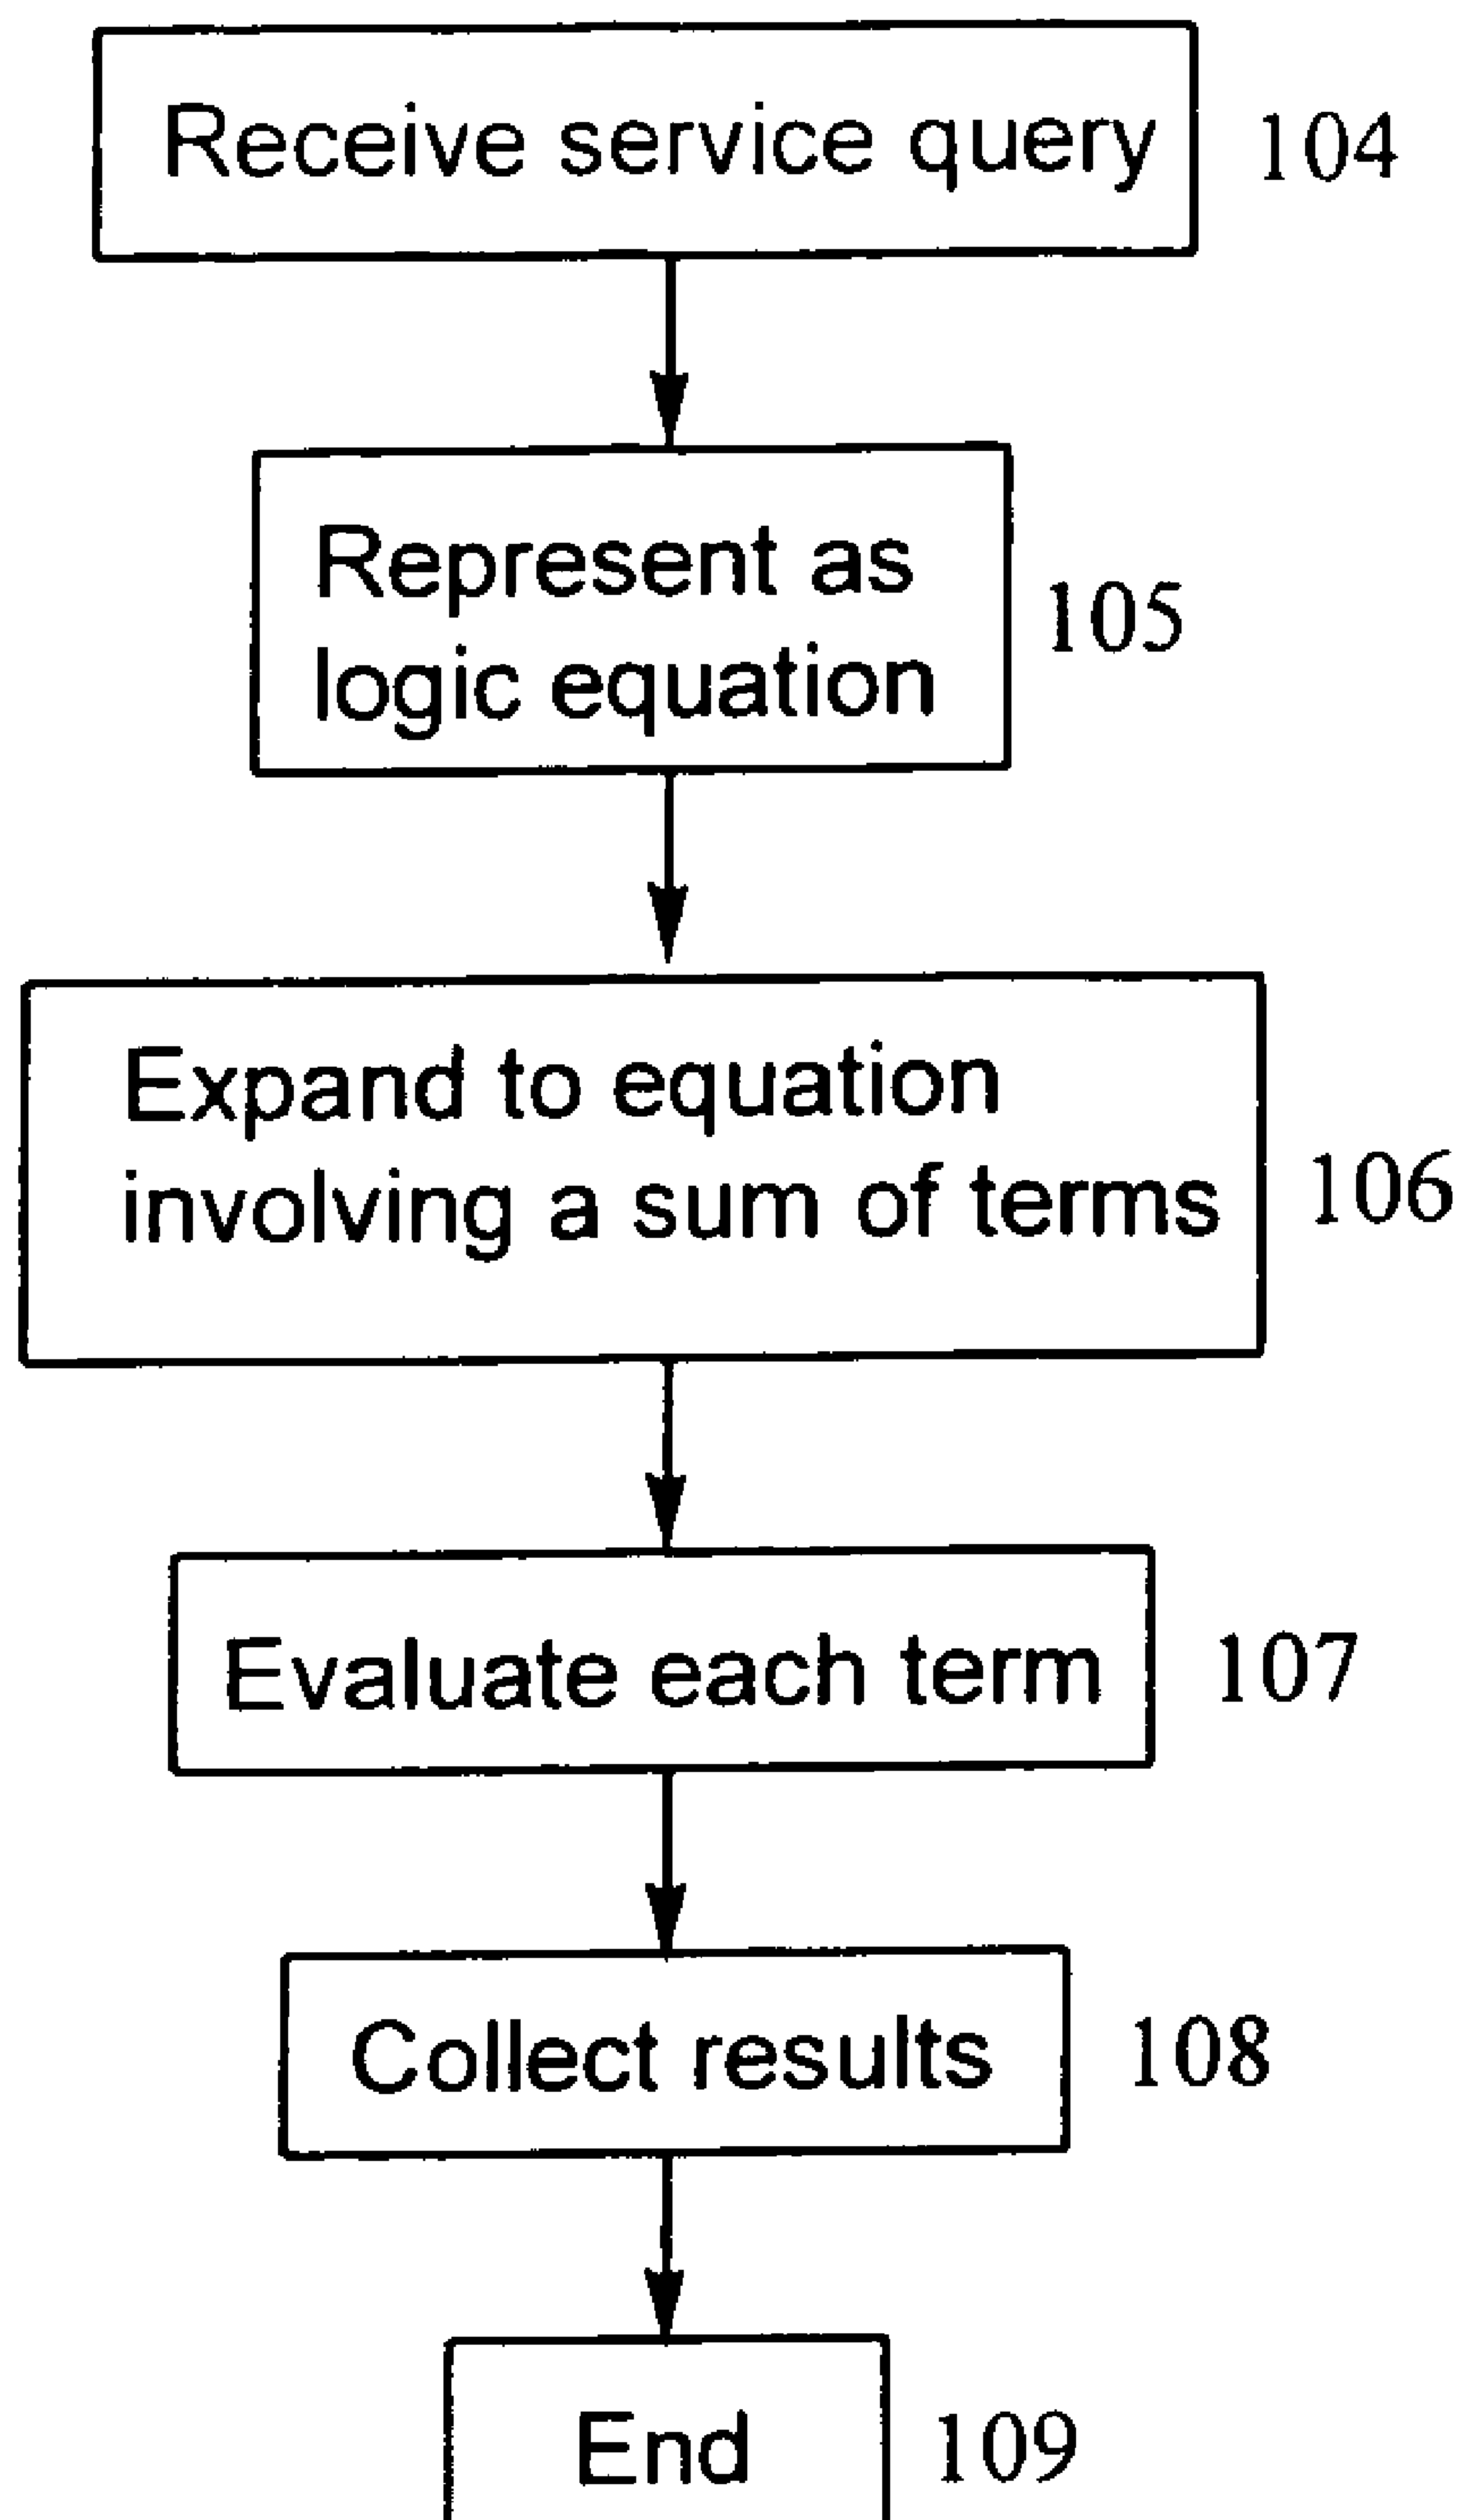 Receive service query 104
Represent as
logic equation 105
Expand to equation
involving a sum of terms 106
Evaluate each term 107
Collect results 108
End 109